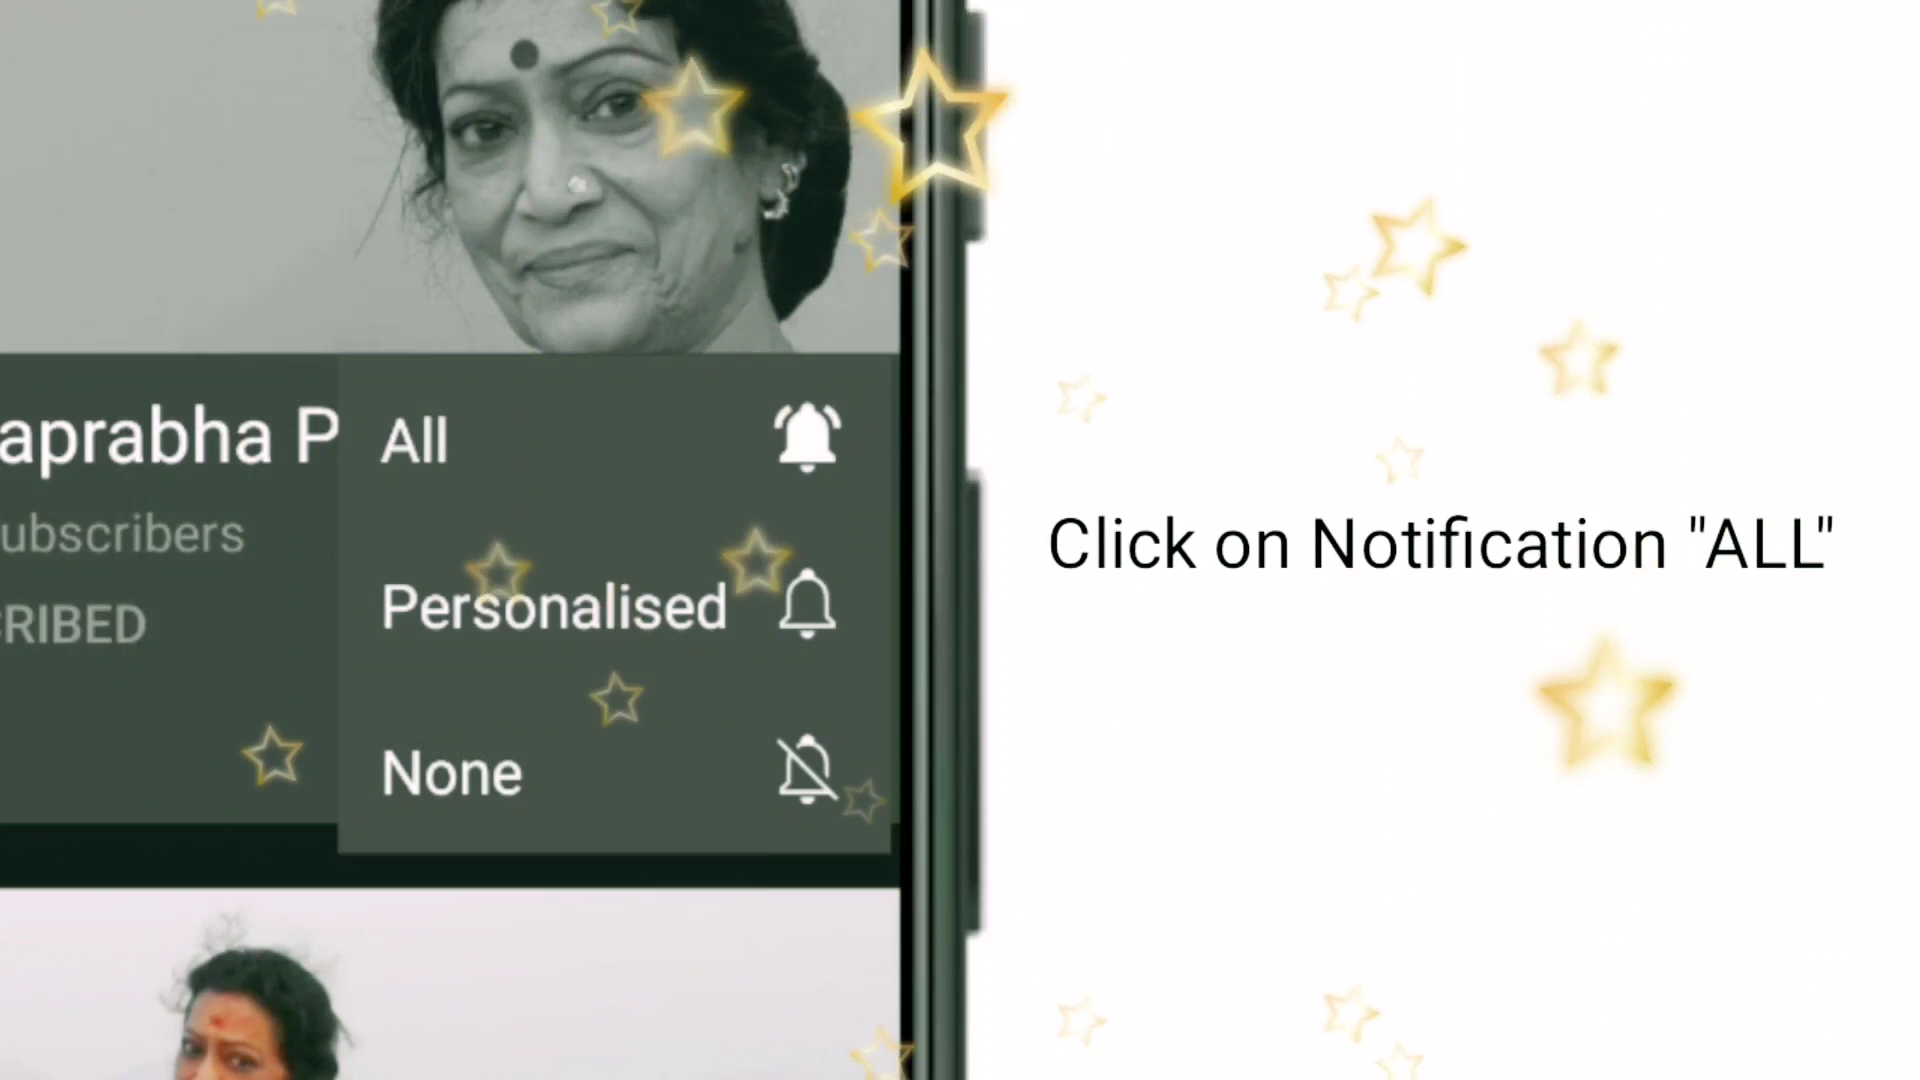 aprabha P
ubscribers
RIBED
All
Personalised
None
Click on Notification "ALL"